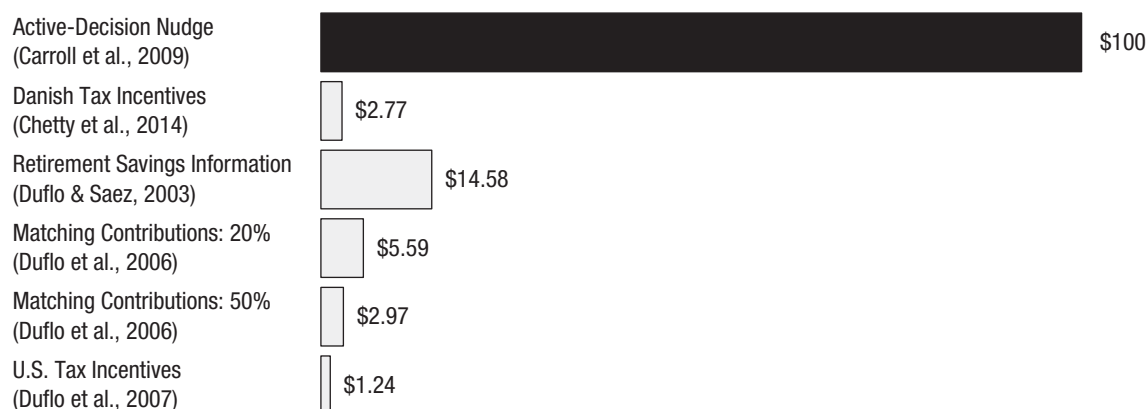 Active-Decision Nudge
(Carroll et al., 2009)
$100
Danish Tax Incentives
(Chetty et al., 2014)
$2.77
Retirement Savings Information
(Duflo & Saez, 2003)
$14.58
Matching Contributions: 20%
(Duflo et al., 2006)
$5.59
Matching Contributions: 50%
(Duflo et al., 2006)
$2.97
U.S. Tax Incentives
(Duflo et al., 2007)
$1.24